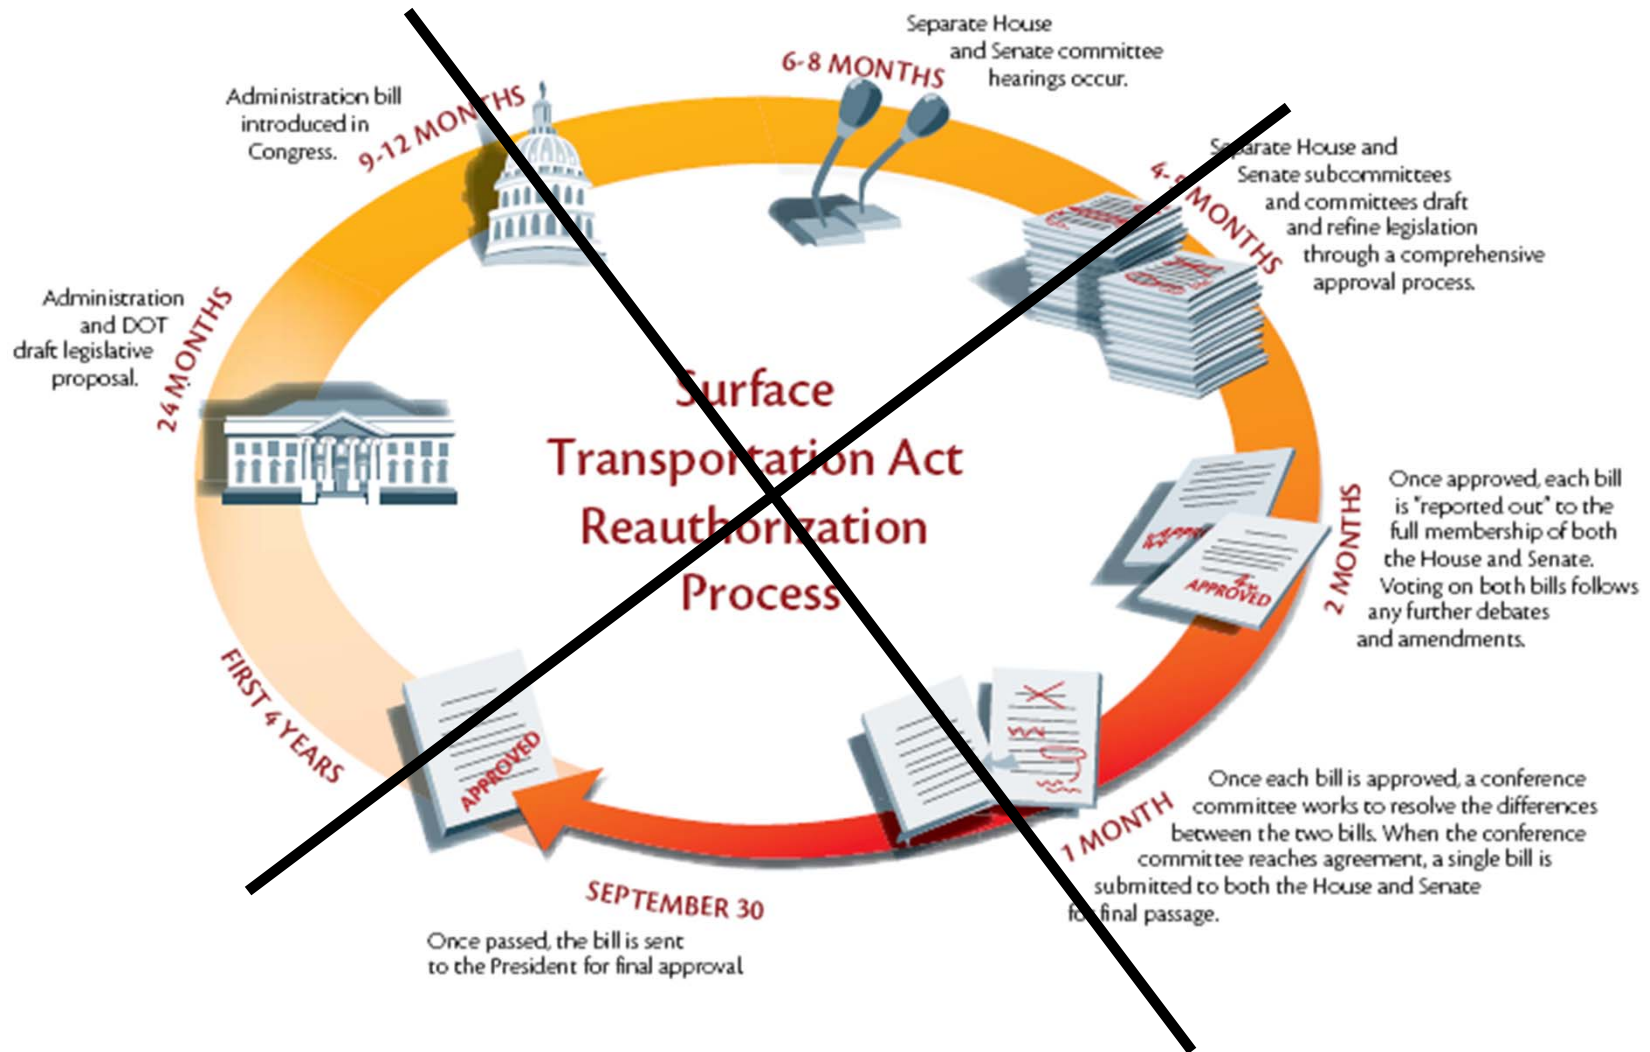 Separate House
and Senate committee
hearings occur.
6-8 MONTHS
Administration bill
introduced in
Congress.
9-12 MONTHS
Separate House and
Senate subcommittees
and committees draft
and refine legislation
through a comprehensive
approval process.
4-5 MONTHS
Administration
and DOT
draft legislative
proposal.
24 MONTHS
Surface
Transportation Act
Reauthorization
Process
Once approved, each bill
is "reported out" to the
full membership of both
the House and Senate.
Voting on both bills follows
any further debates
and amendments.
2 MONTHS
APPROVED
FIRST 4 YEARS
APPROVED
Once each bill is approved, a conference
committee works to resolve the differences
between the two bills. When the conference
committee reaches agreement, a single bill is
submitted to both the House and Senate
for final passage.
1 MONTH
SEPTEMBER 30
Once passed, the bill is sent
to the President for final approval